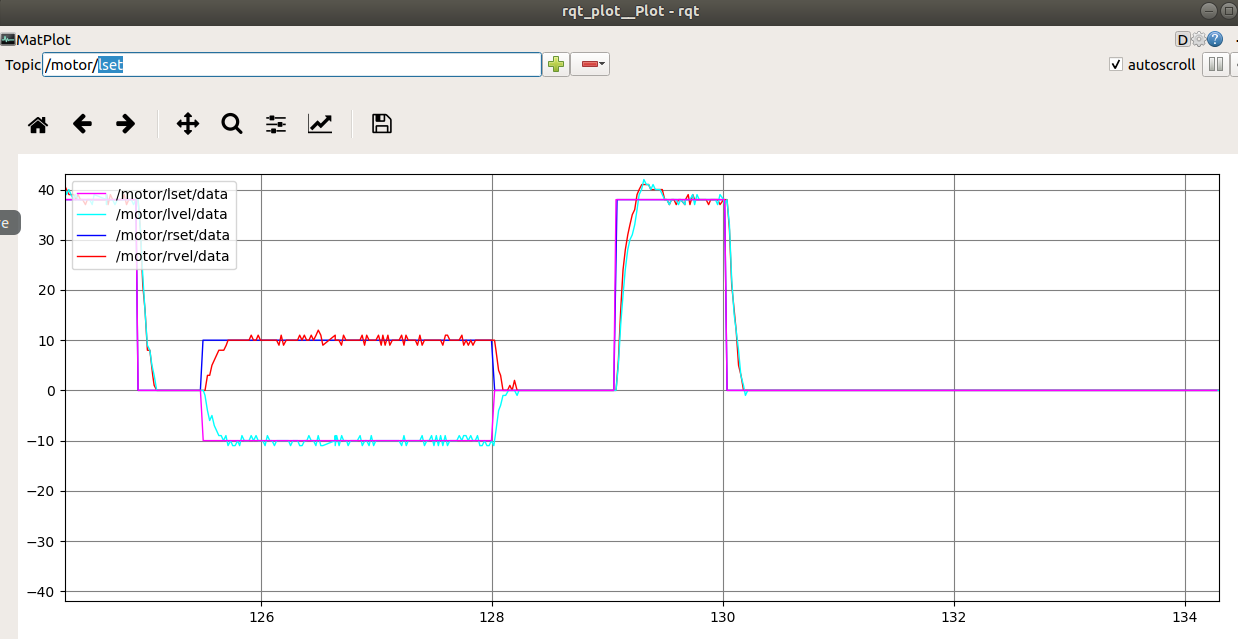 rqt_plot__Plot - rqt
MatPlot
D
?
Topic /motor/lset
autoscroll
/motor/lset/data
/motor/lvel/data
/motor/rset/data
/motor/rvel/data
40
30
20
10
0
−10
−20
−30
−40
126 128 130 132 134